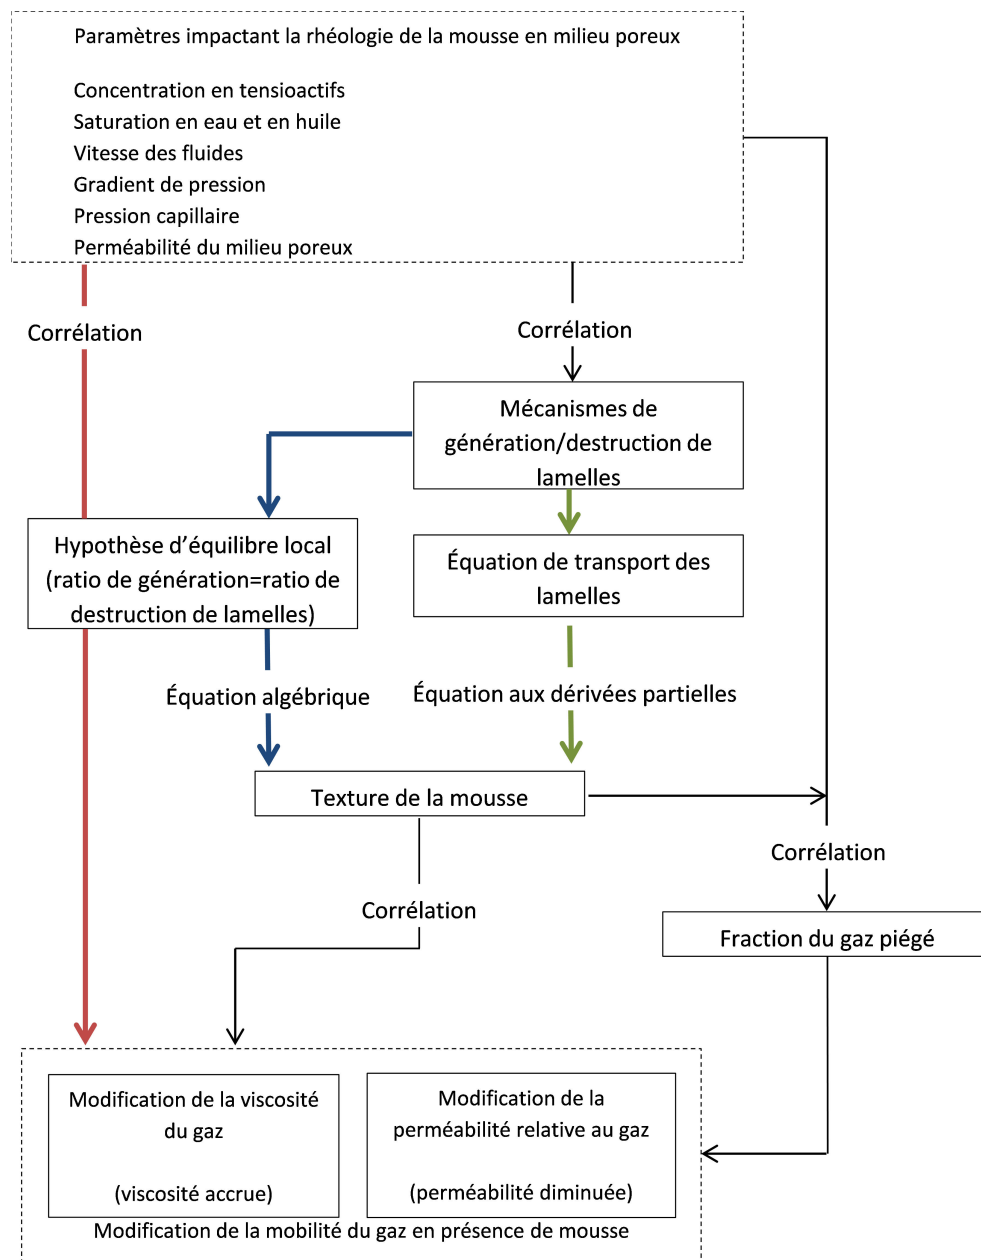 Paramètres impactant la rhéologie de la mousse en milieu poreux
Concentration en tensioactifs
Saturation en eau et en huile
Vitesse des fluides
Gradient de pression
Pression capillaire
Perméabilité du milieu poreux
Corrélation
Corrélation
Mécanismes de
génération/destruction de
lamelles
Hypothèse d’équilibre local
(ratio de génération=ratio de
destruction de lamelles)
Équation de transport des
lamelles
Équation algébrique
Équation aux dérivées partielles
Texture de la mousse
Corrélation
Corrélation
Fraction du gaz piégé
Modification de la viscosité
du gaz
(viscosité accrue)
Modification de la
perméabilité relative au gaz
(perméabilité diminuée)
Modification de la mobilité du gaz en présence de mousse